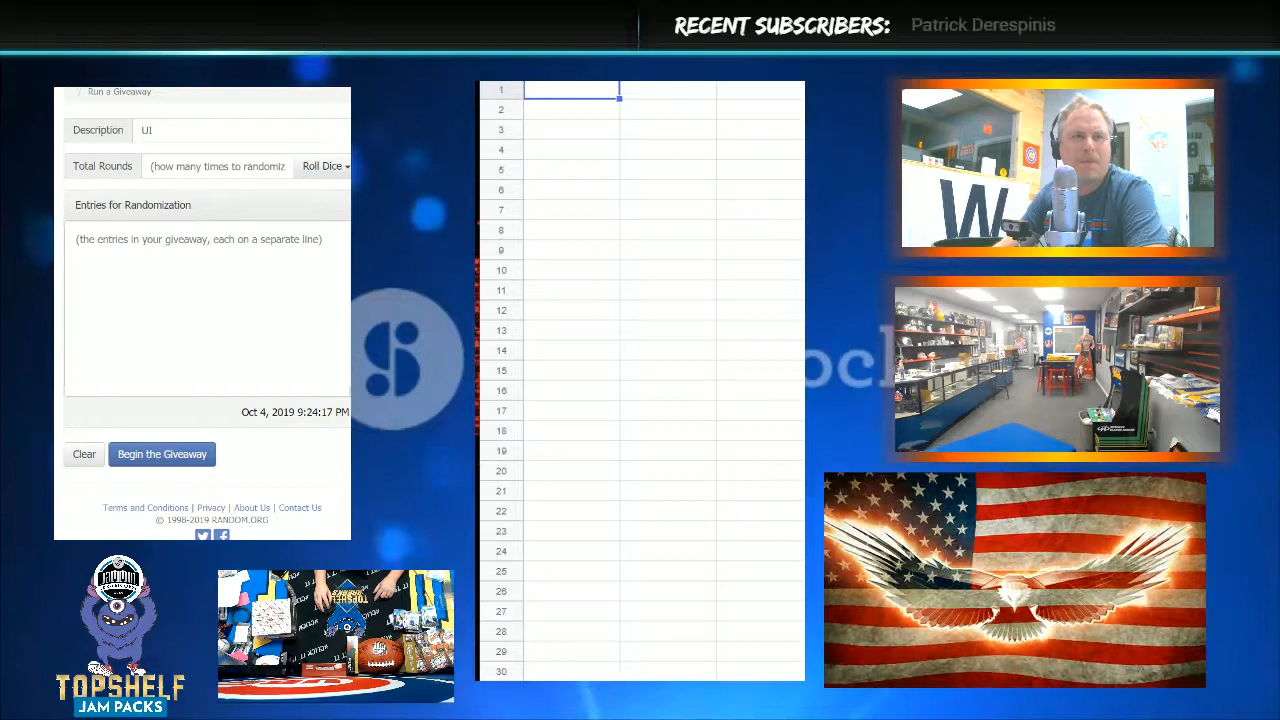 RECENT SUBSCRIBERS: Patrick Derespinis
/ Run a Giveaway
Description UI
Total Rounds (how many times to randomiz Roll Dice
Entries for Randomization
(the entries in your giveaway, each on a separate line)
Oct 4, 2019 9:24:17 PM
Clear Begin the Giveaway
Terms and Conditions | Privacy | About Us | Contact Us
© 1998-2019 RANDOM.ORG
1
2
3
4
5
6
7
8
9
10
11
12
13
14
15
16
17
18
19
20
21
22
23
24
25
26
27
28
29
30
W
TOPSHELF
JAM PACKS